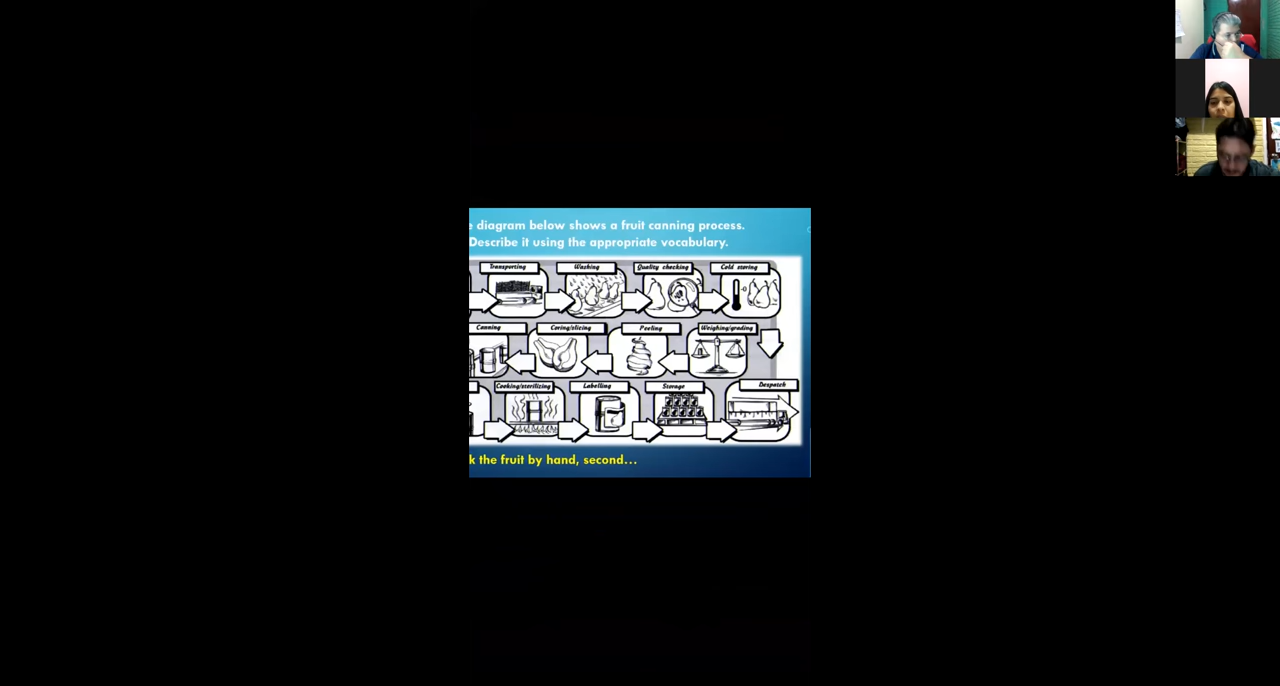 e diagram below shows a fruit canning process.
Describe it using the appropriate vocabulary.
Transporting Washing Quality checking Cold storing
Canning Coring/slicing Peeling Weighing/grading
Cooking/sterilizing Labelling Storage Despatch
k the fruit by hand, second...